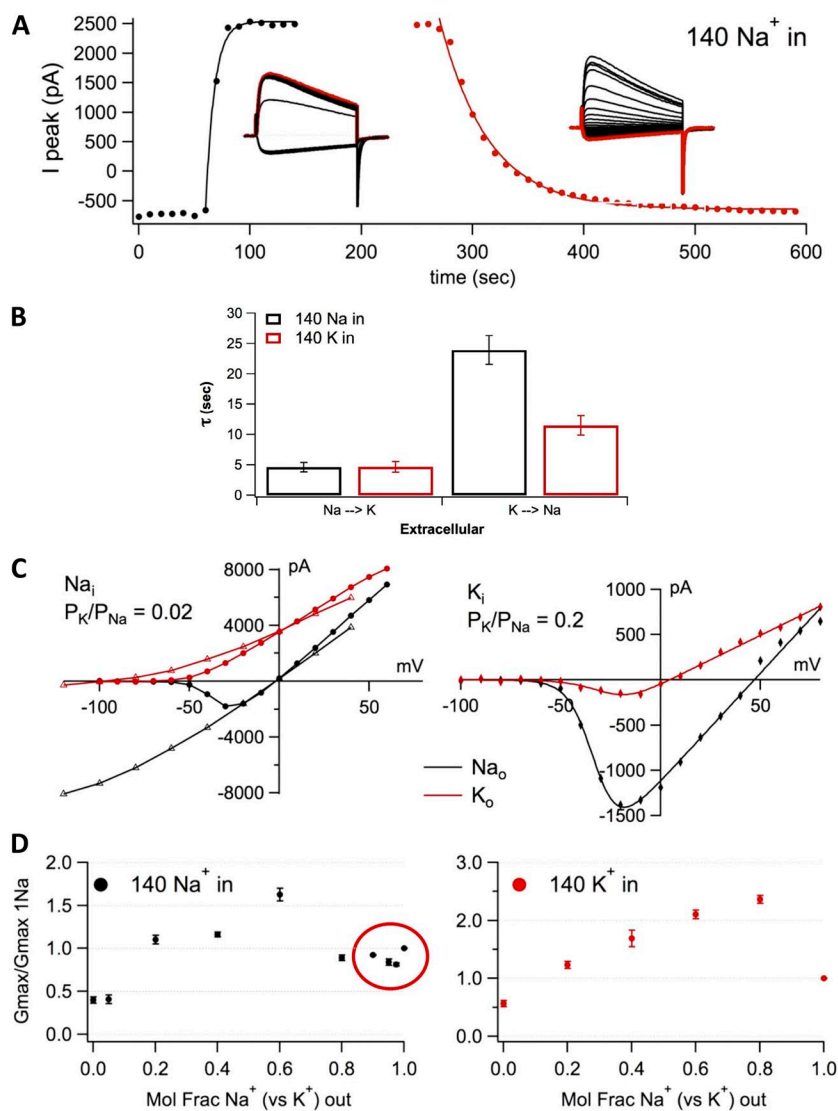 A
140 Na⁺ in
I peak (pA)
2500
2000
1500
1000
500
0
-500
0 100 200 300 400 500 600
time (sec)
B
140 Na in
140 K in
τ (sec)
30
25
20
15
10
5
0
Na --> K
K --> Na
Extracellular
C
Naᵢ
P_K/P_Na = 0.02
pA
8000
4000
mV
-100 -50 50
-4000
-8000
Kᵢ
P_K/P_Na = 0.2
1000
pA
500
mV
-100 -50 50
-500
-1000
-1500
Naₒ
Kₒ
D
Gmax/Gmax 1Na
2.0
1.5
1.0
0.5
0.0
140 Na⁺ in
0.0 0.2 0.4 0.6 0.8 1.0
Mol Frac Na⁺ (vs K⁺) out
3.0
2.0
1.0
0.0
140 K⁺ in
0.0 0.2 0.4 0.6 0.8 1.0
Mol Frac Na⁺ (vs K⁺) out